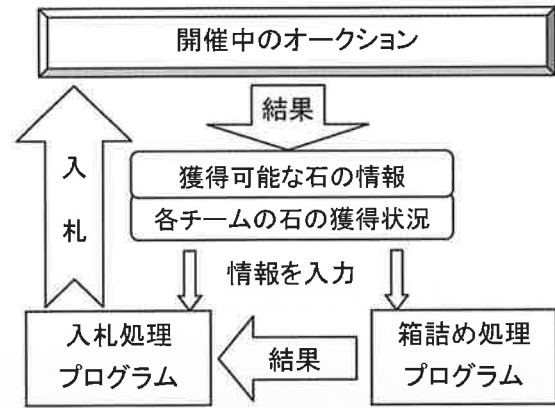 開催中のオークション
結果
入
札
獲得可能な石の情報
各チームの石の獲得状況
情報を入力
入札処理
プログラム
結果
箱詰め処理
プログラム